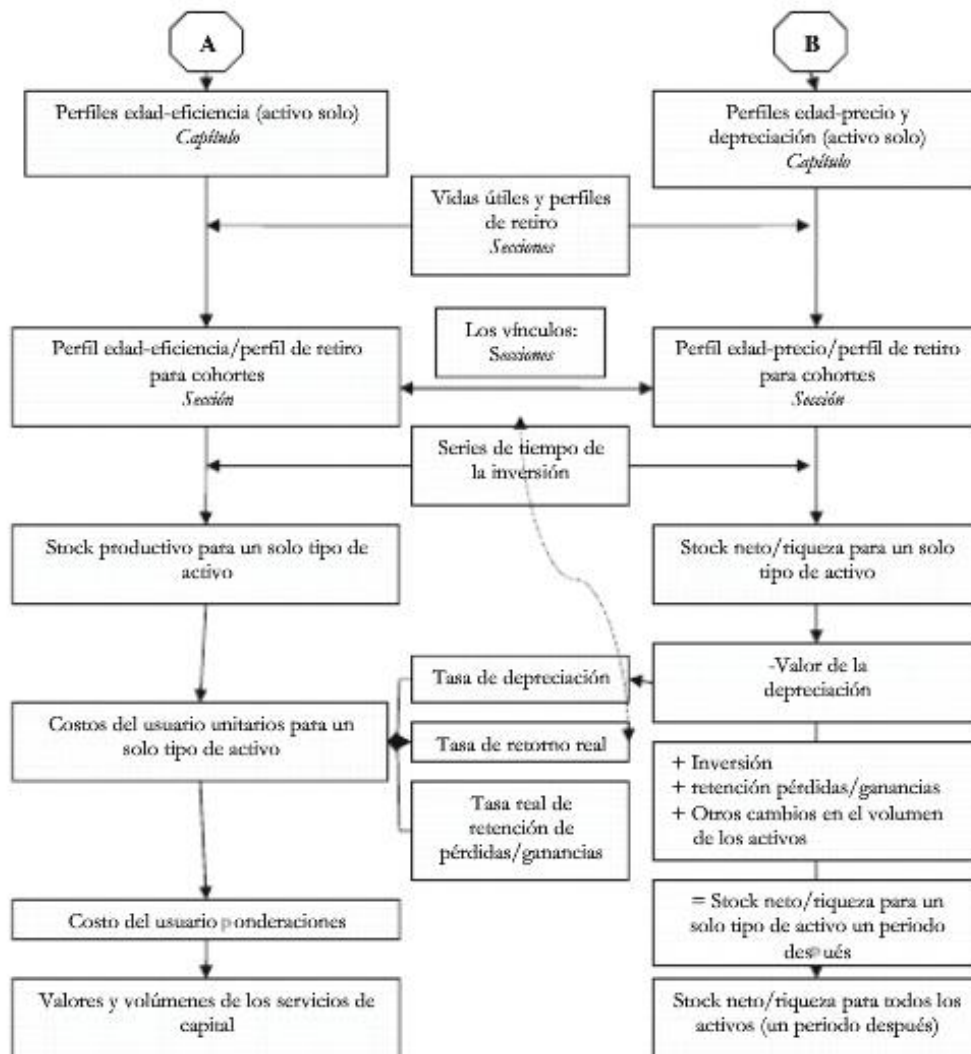 A
B
Perfiles edad-eficiencia (activo solo)
Capítulo
Perfiles edad-precio y
depreciación (activo solo)
Capítulo
Vidas útiles y perfiles
de retiro
Secciones
Los vínculos:
Secciones
Perfil edad-eficiencia/perfil de retiro
para cohortes
Sección
Perfil edad-precio/perfil de retiro
para cohortes
Sección
Series de tiempo de
la inversión
Stock productivo para un solo tipo de
activo
Stock neto/riqueza para un solo
tipo de activo
Tasa de depreciación
-Valor de la
depreciación
Costos del usuario unitarios para un
solo tipo de activo
Tasa de retorno real
Tasa real de
retención de
pérdidas/ganancias
+ Inversión
+ retención pérdidas/ganancias
+ Otros cambios en el volumen
de los activos
Costo del usuario ponderaciones
= Stock neto/riqueza para un
solo tipo de activo un periodo
después
Valores y volúmenes de los servicios de
capital
Stock neto/riqueza para todos los
activos (un periodo después)